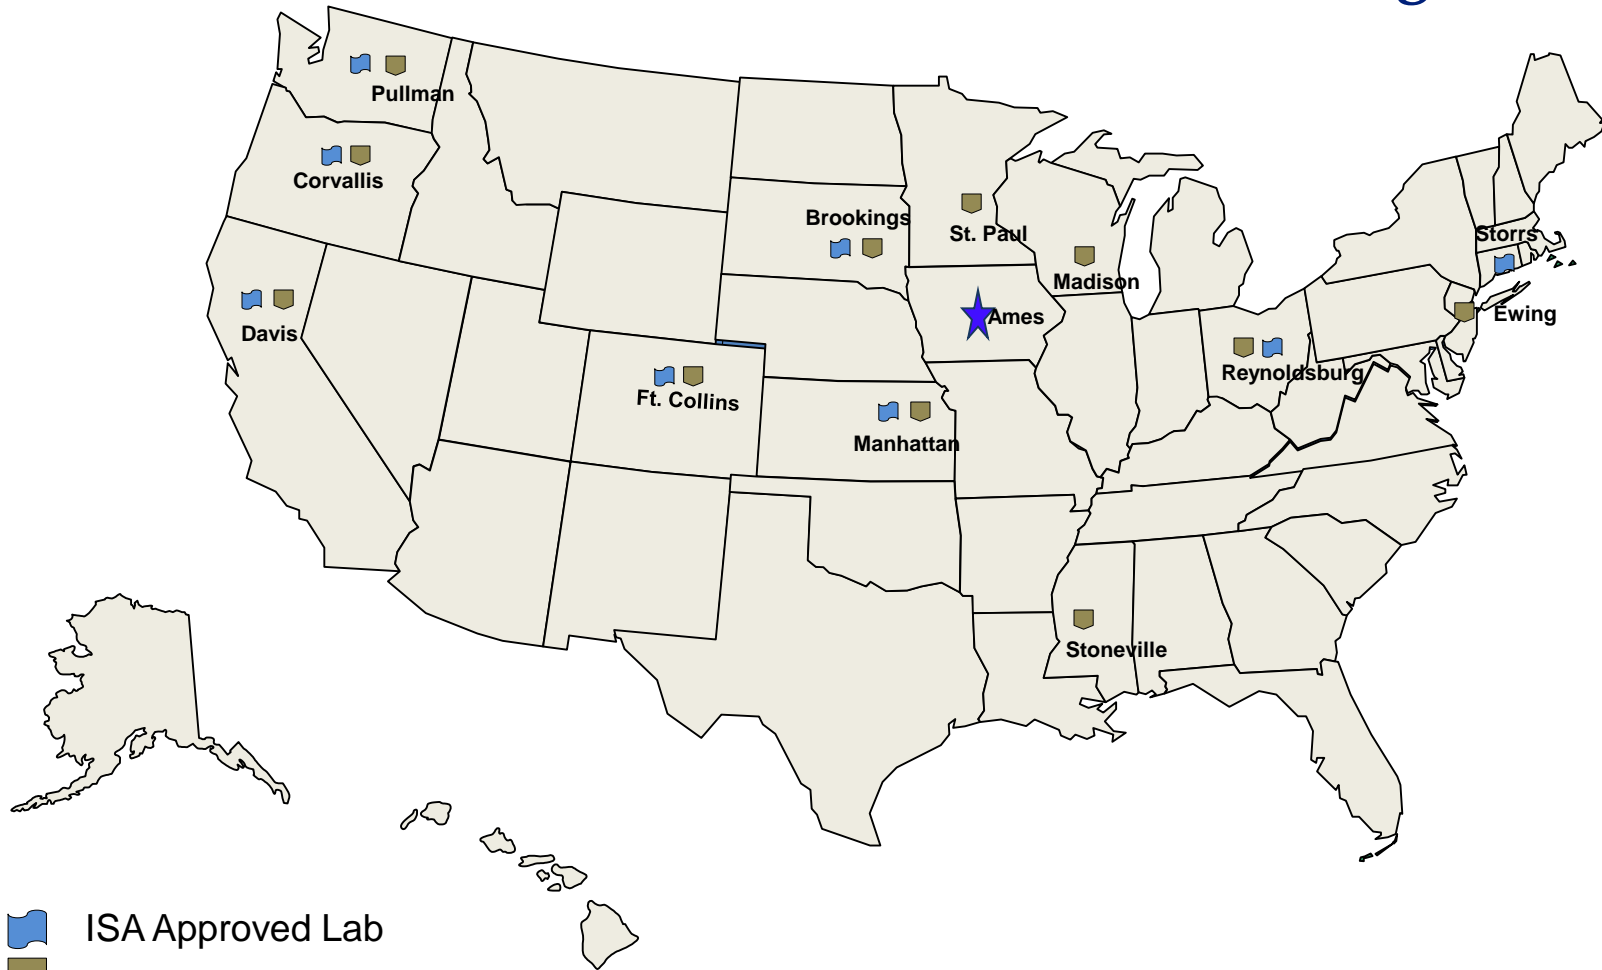 Pullman
Corvallis
Brookings
St. Paul
Storrs
Madison
Davis
Ames
Ewing
Reynoldsburg
Ft. Collins
Manhattan
Stoneville
ISA Approved Lab